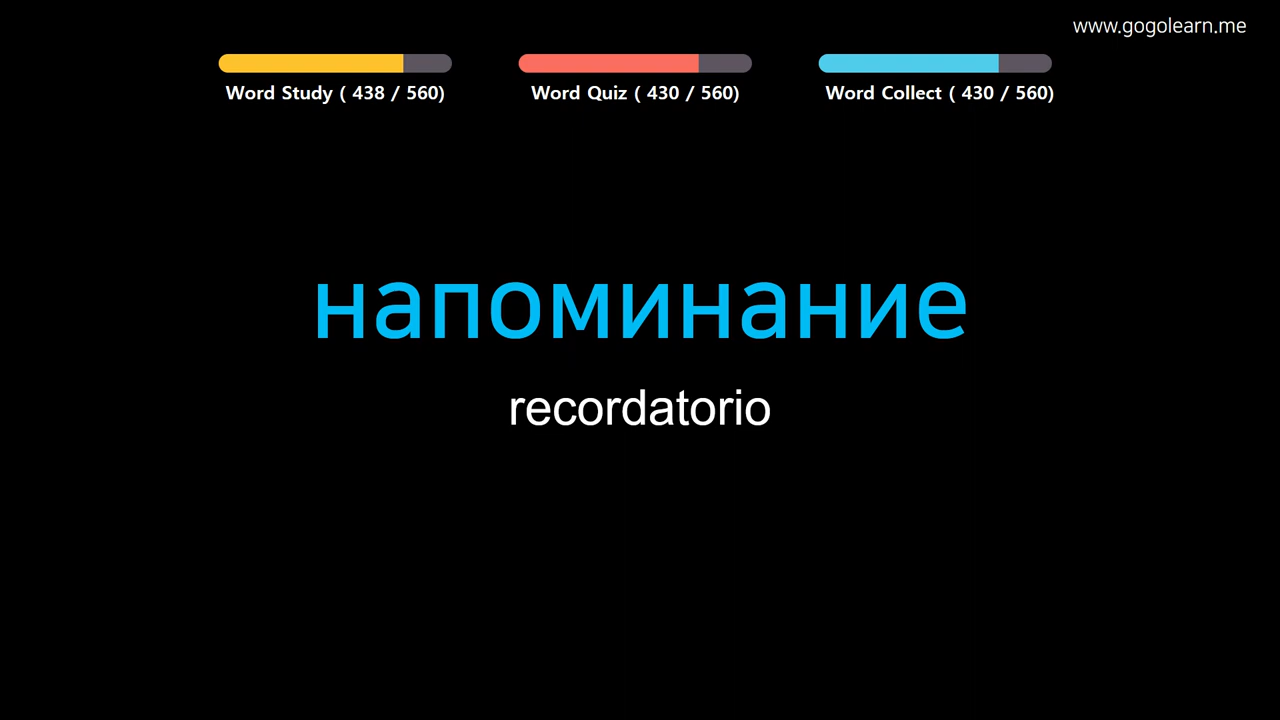 www.gogolearn.me
Word Study ( 438 / 560)
Word Quiz ( 430 / 560)
Word Collect ( 430 / 560)
напоминание
recordatorio